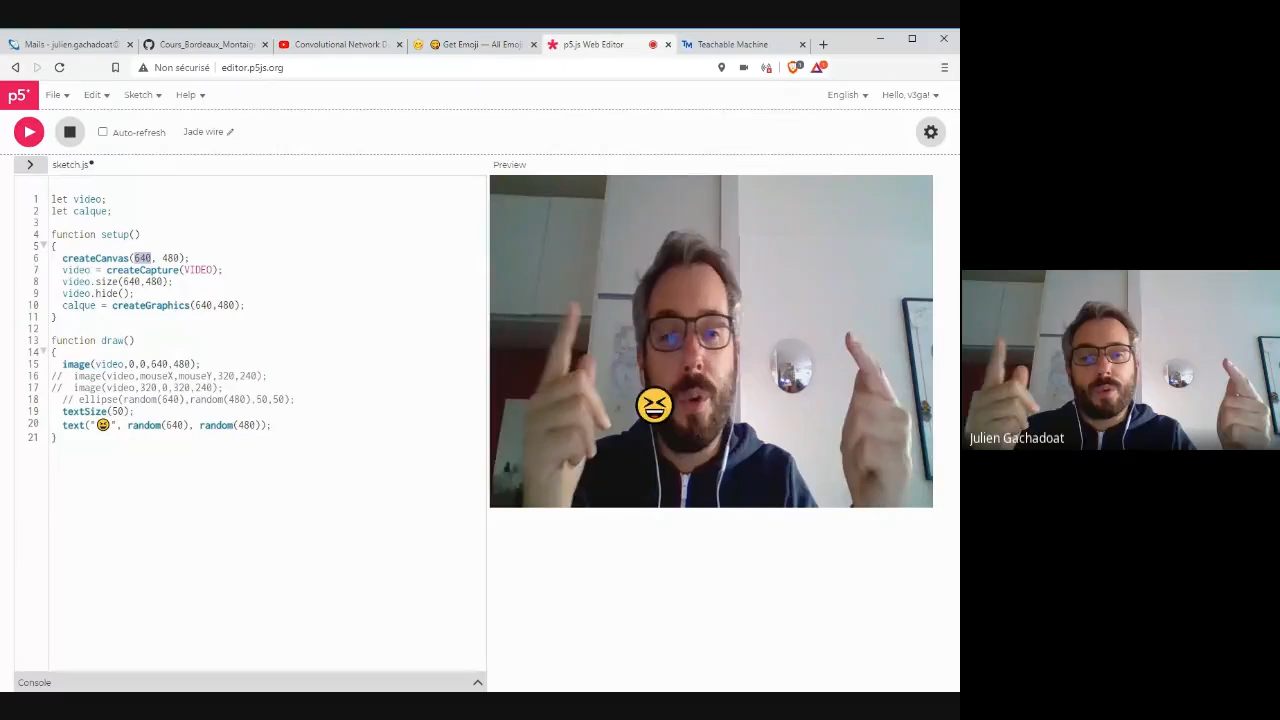 Mails - julien.gachadoat@
Cours_Bordeaux_Montaig
Convolutional Network D
Get Emoji — All Emoj
p5.js Web Editor
Teachable Machine
Non sécurisé
editor.p5js.org
p5*
File
Edit
Sketch
Help
English
Hello, v3ga!
Auto-refresh
Jade wire
sketch.js
Preview
1 let video;
2 let calque;
3
4 function setup()
5 {
6 createCanvas(640, 480);
7 video = createCapture(VIDEO);
8 video.size(640,480);
9 video.hide();
10 calque = createGraphics(640,480);
11 }
12
13 function draw()
14 {
15 image(video,0,0,640,480);
16 // image(video,mouseX,mouseY,320,240);
17 // image(video,320,0,320,240);
18 // ellipse(random(640),random(480),50,50);
19 textSize(50);
20 text("😆", random(640), random(480));
21 }
Console
Julien Gachadoat